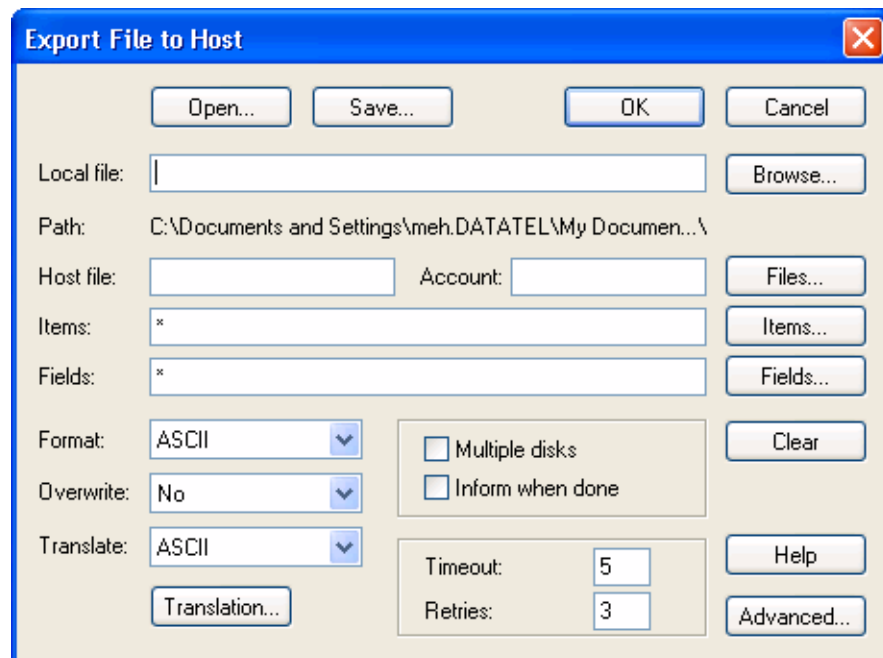 Export File to Host
Open... Save... OK Cancel
Local file: Browse...
Path: C:\Documents and Settings\meh.DATATEL\My Documen...\
Host file: Account: Files...
Items: * Items...
Fields: * Fields...
Format: ASCII Multiple disks Clear
Overwrite: No Inform when done
Translate: ASCII Timeout: 5 Help
Translation... Retries: 3 Advanced...